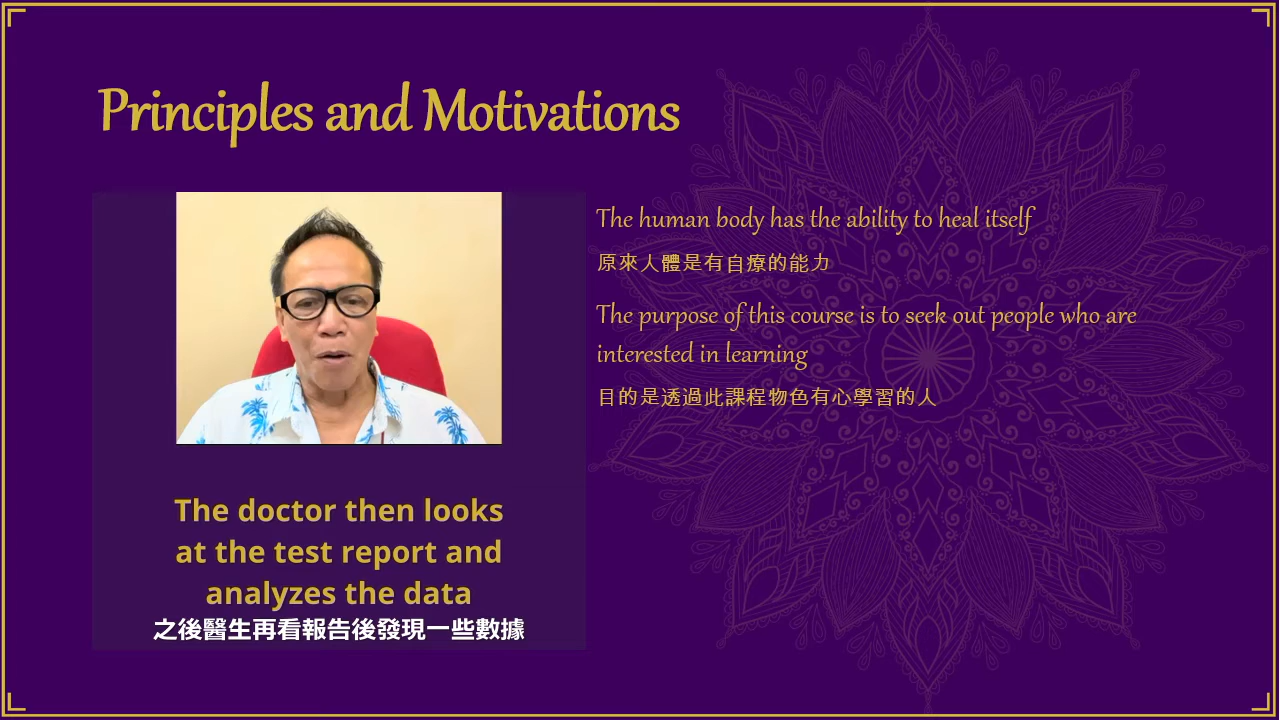 Principles and Motivations
The human body has the ability to heal itself
原來人體是有自療的能力
The purpose of this course is to seek out people who are
interested in learning
目的是透過此課程物色有心學習的人
The doctor then looks
at the test report and
analyzes the data
之後醫生再看報告後發現一些數據